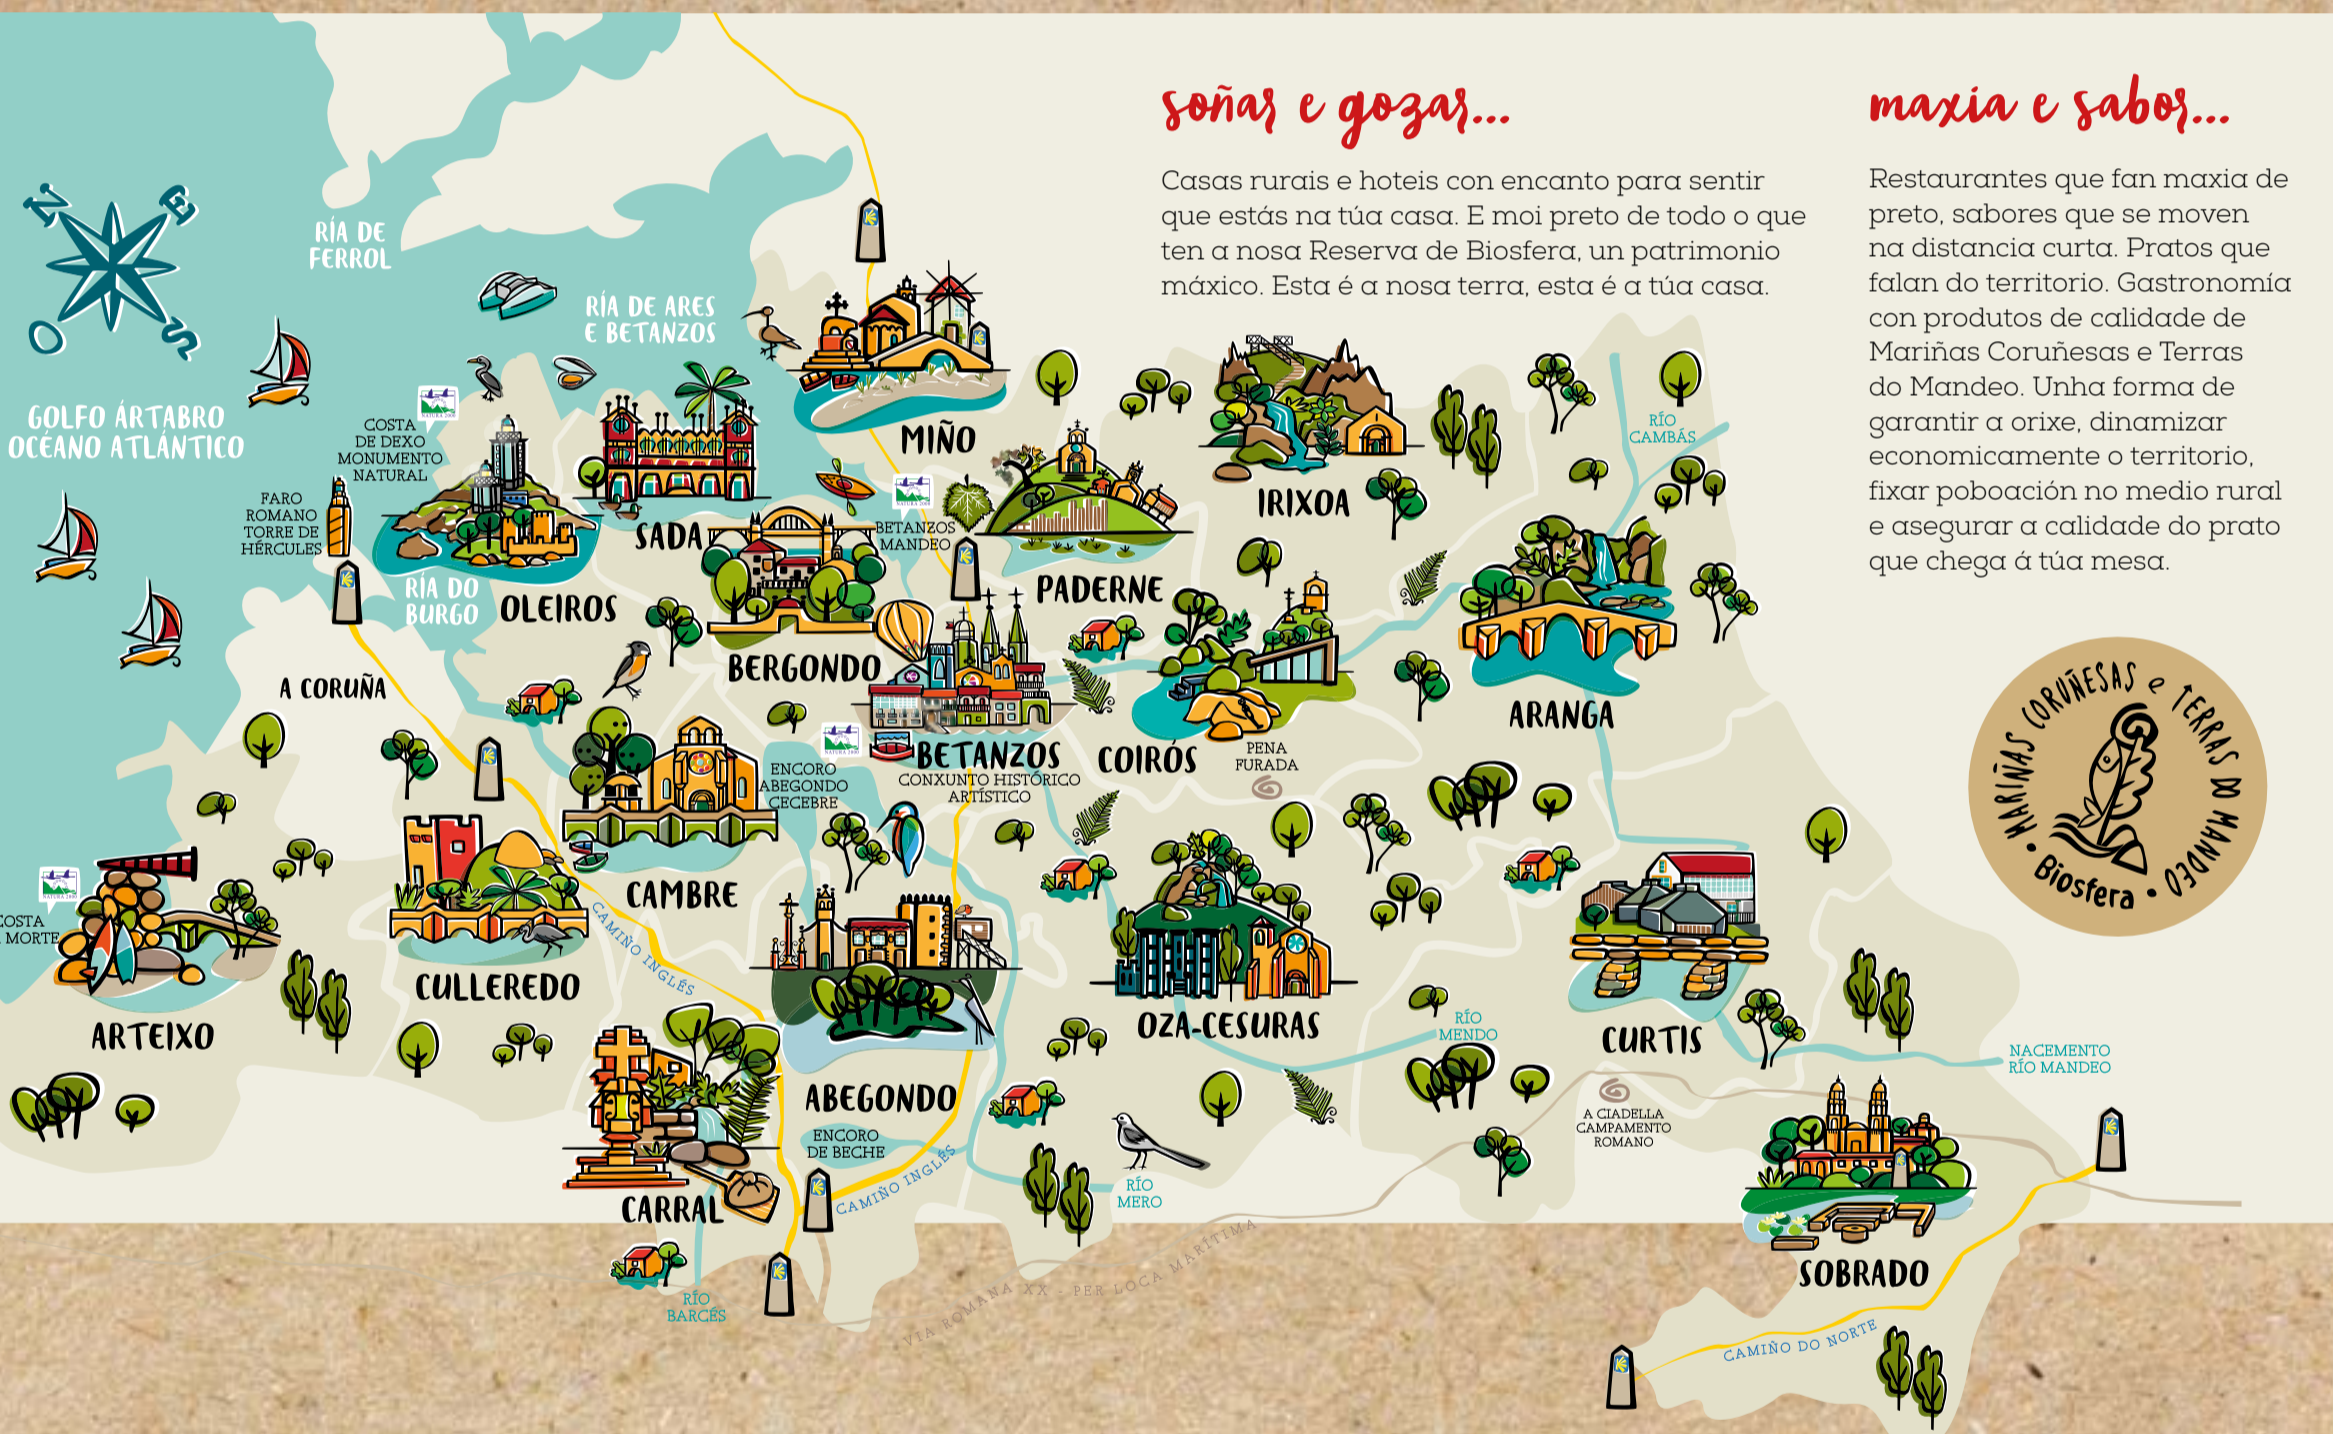 soñar e gozar...
Casas rurais e hoteis con encanto para sentir
que estás na túa casa. E moi preto de todo o que
ten a nosa Reserva de Biosfera, un patrimonio
máxico. Esta é a nosa terra, esta é a túa casa.
maxia e sabor...
Restaurantes que fan maxia de
preto, sabores que se moven
na distancia curta. Pratos que
falan do territorio. Gastronomía
con produtos de calidade de
Mariñas Coruñesas e Terras
do Mandeo. Unha forma de
garantir a orixe, dinamizar
economicamente o territorio,
fixar poboación no medio rural
e asegurar a calidade do prato
que chega á túa mesa.
N
E
O
S
RÍA DE
FERROL
RÍA DE ARES
E BETANZOS
GOLFO ÁRTABRO
OCÉANO ATLÁNTICO
NATURA 2000
COSTA
DE DEXO
MONUMENTO
NATURAL
FARO
ROMANO
TORRE DE
HÉRCULES
MIÑO
RÍO
CAMBÁS
IRIXOA
SADA
NATURA 2000
BETANZOS
MANDEO
PADERNE
RÍA DO
BURGO
OLEIROS
BERGONDO
A CORUÑA
ARANGA
NATURA 2000
BETANZOS
CONXUNTO HISTÓRICO
ARTÍSTICO
COIRÓS
PENA
FURADA
ENCORO
ABEGONDO
CECEBRE
MARIÑAS CORUÑESAS e TERRAS DO MANDEO
• Biosfera •
CAMBRE
NATURA 2000
COSTA
MORTE
CAMIÑO INGLÉS
CULLEREDO
ARTEIXO
OZA-CESURAS
RÍO
MENDO
CURTIS
NACEMENTO
RÍO MANDEO
ABEGONDO
A CIADELLA
CAMPAMENTO
ROMANO
ENCORO
DE BECHE
CAMIÑO INGLÉS
RÍO
MERO
CARRAL
VIA ROMANA XX - PER LOCA MARÍTIMA
SOBRADO
RÍO
BARCÉS
CAMIÑO DO NORTE